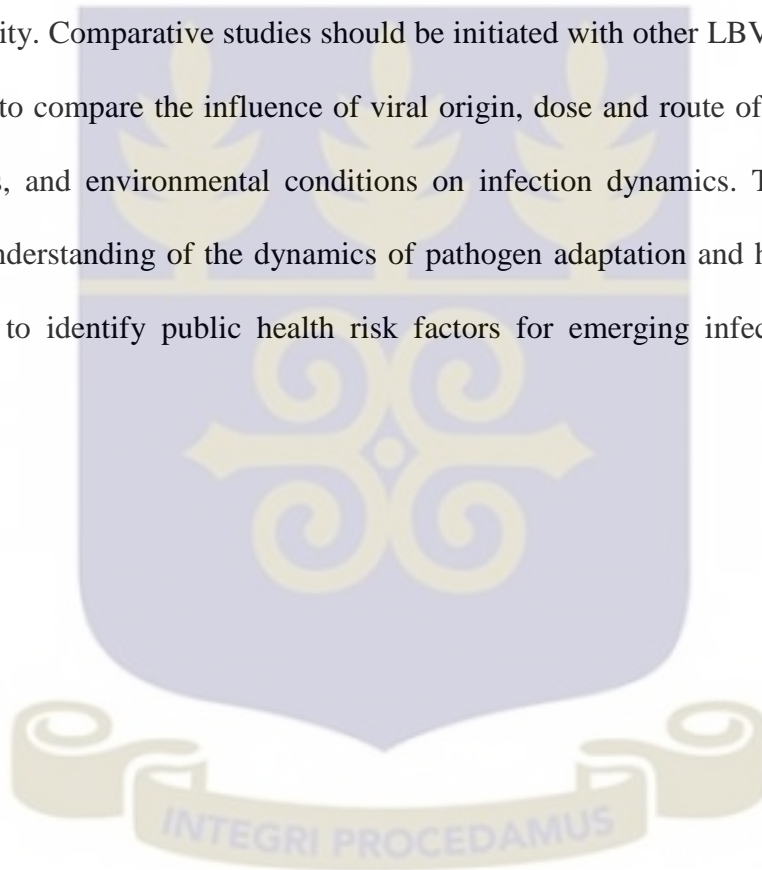 ity. Comparative studies should be initiated with other LBV
to compare the influence of viral origin, dose and route of
s, and environmental conditions on infection dynamics. T
nderstanding of the dynamics of pathogen adaptation and h
to identify public health risk factors for emerging infec
INTEGRI PROCEDAMUS